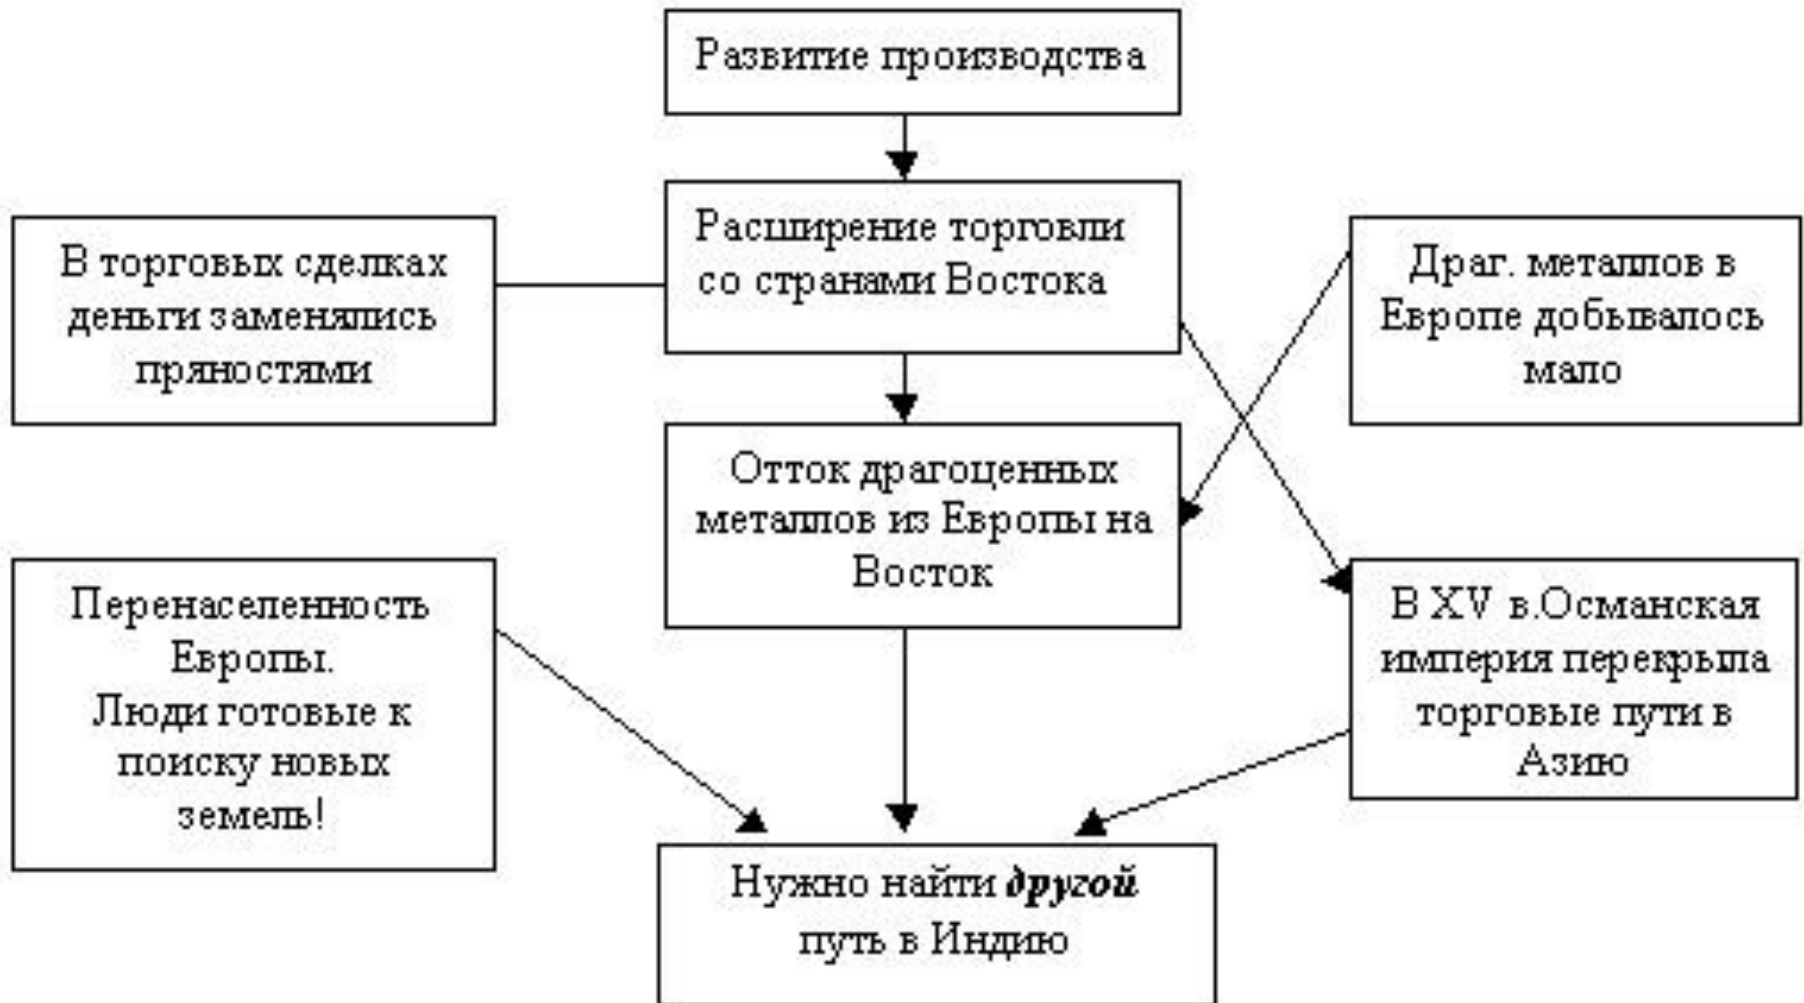 Развитие производства
Расширение торговли
со странами Востока
В торговых сделках
деньги заменялись
пряностями
Драг. металлов в
Европе добывалось
мало
Отток драгоценных
металлов из Европы на
Восток
Перенаселенность
Европы.
Люди готовые к
поиску новых
земель!
В XV в.Османская
империя перекрыла
торговые пути в
Азию
Нужно найти другой
путь в Индию